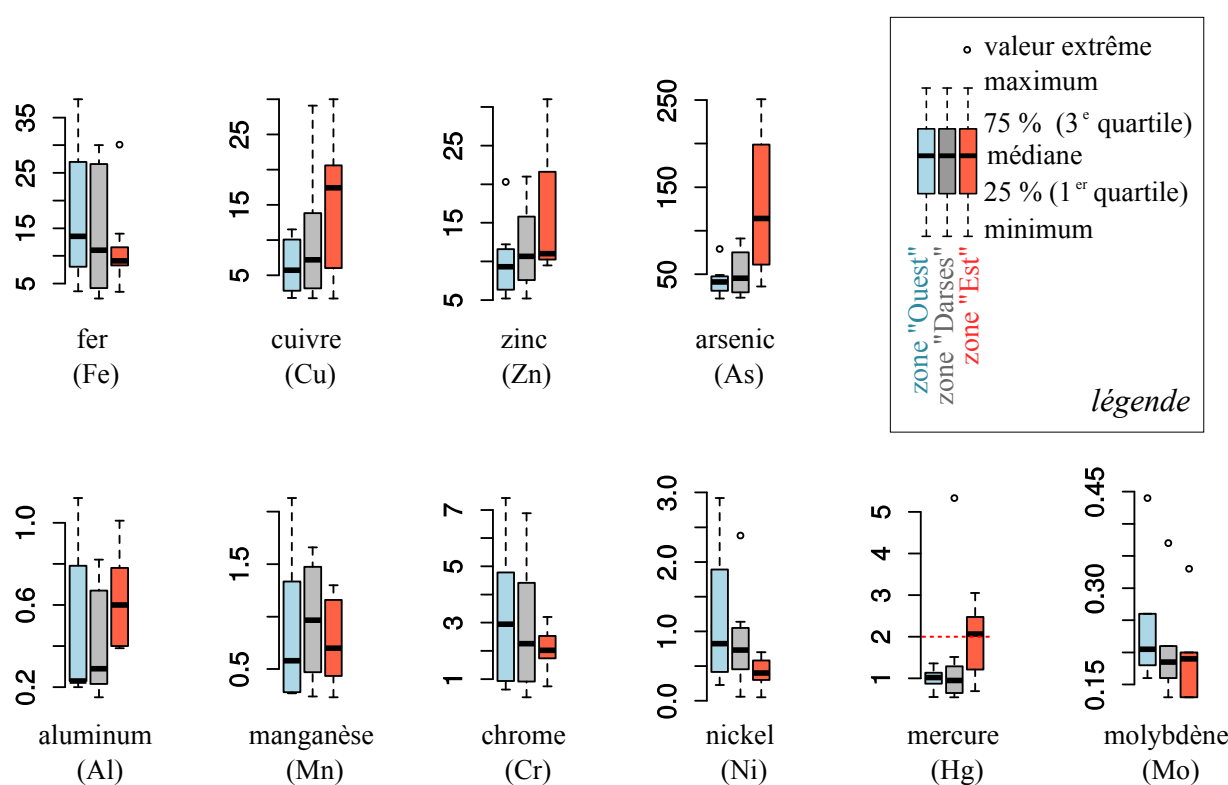 valeur extrême
maximum
75 % (3e quartile)
médiane
25 % (1er quartile)
minimum
zone "Ouest"
zone "Darses"
zone "Est"
légende
35
25
15
5
fer
(Fe)
25
15
5
cuivre
(Cu)
25
15
5
zinc
(Zn)
250
150
50
arsenic
(As)
1.0
0.6
0.2
aluminum
(Al)
1.5
0.5
manganèse
(Mn)
7
5
3
1
chrome
(Cr)
3.0
2.0
1.0
0.0
nickel
(Ni)
5
4
3
2
1
mercure
(Hg)
0.45
0.30
0.15
molybdène
(Mo)